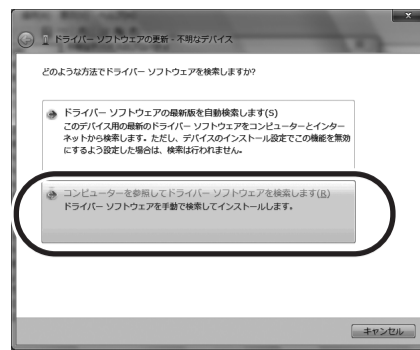 ドライバー ソフトウェアの更新 - 不明なデバイス
どのような方法でドライバー ソフトウェアを検索しますか?
ドライバー ソフトウェアの最新版を自動検索します(S)
このデバイス用の最新のドライバー ソフトウェアをコンピューターとインター
ネットから検索します。ただし、デバイスのインストール設定でこの機能を無効
にするよう設定した場合は、検索は行われません。
コンピューターを参照してドライバー ソフトウェアを検索します(R)
ドライバー ソフトウェアを手動で検索してインストールします。
キャンセル